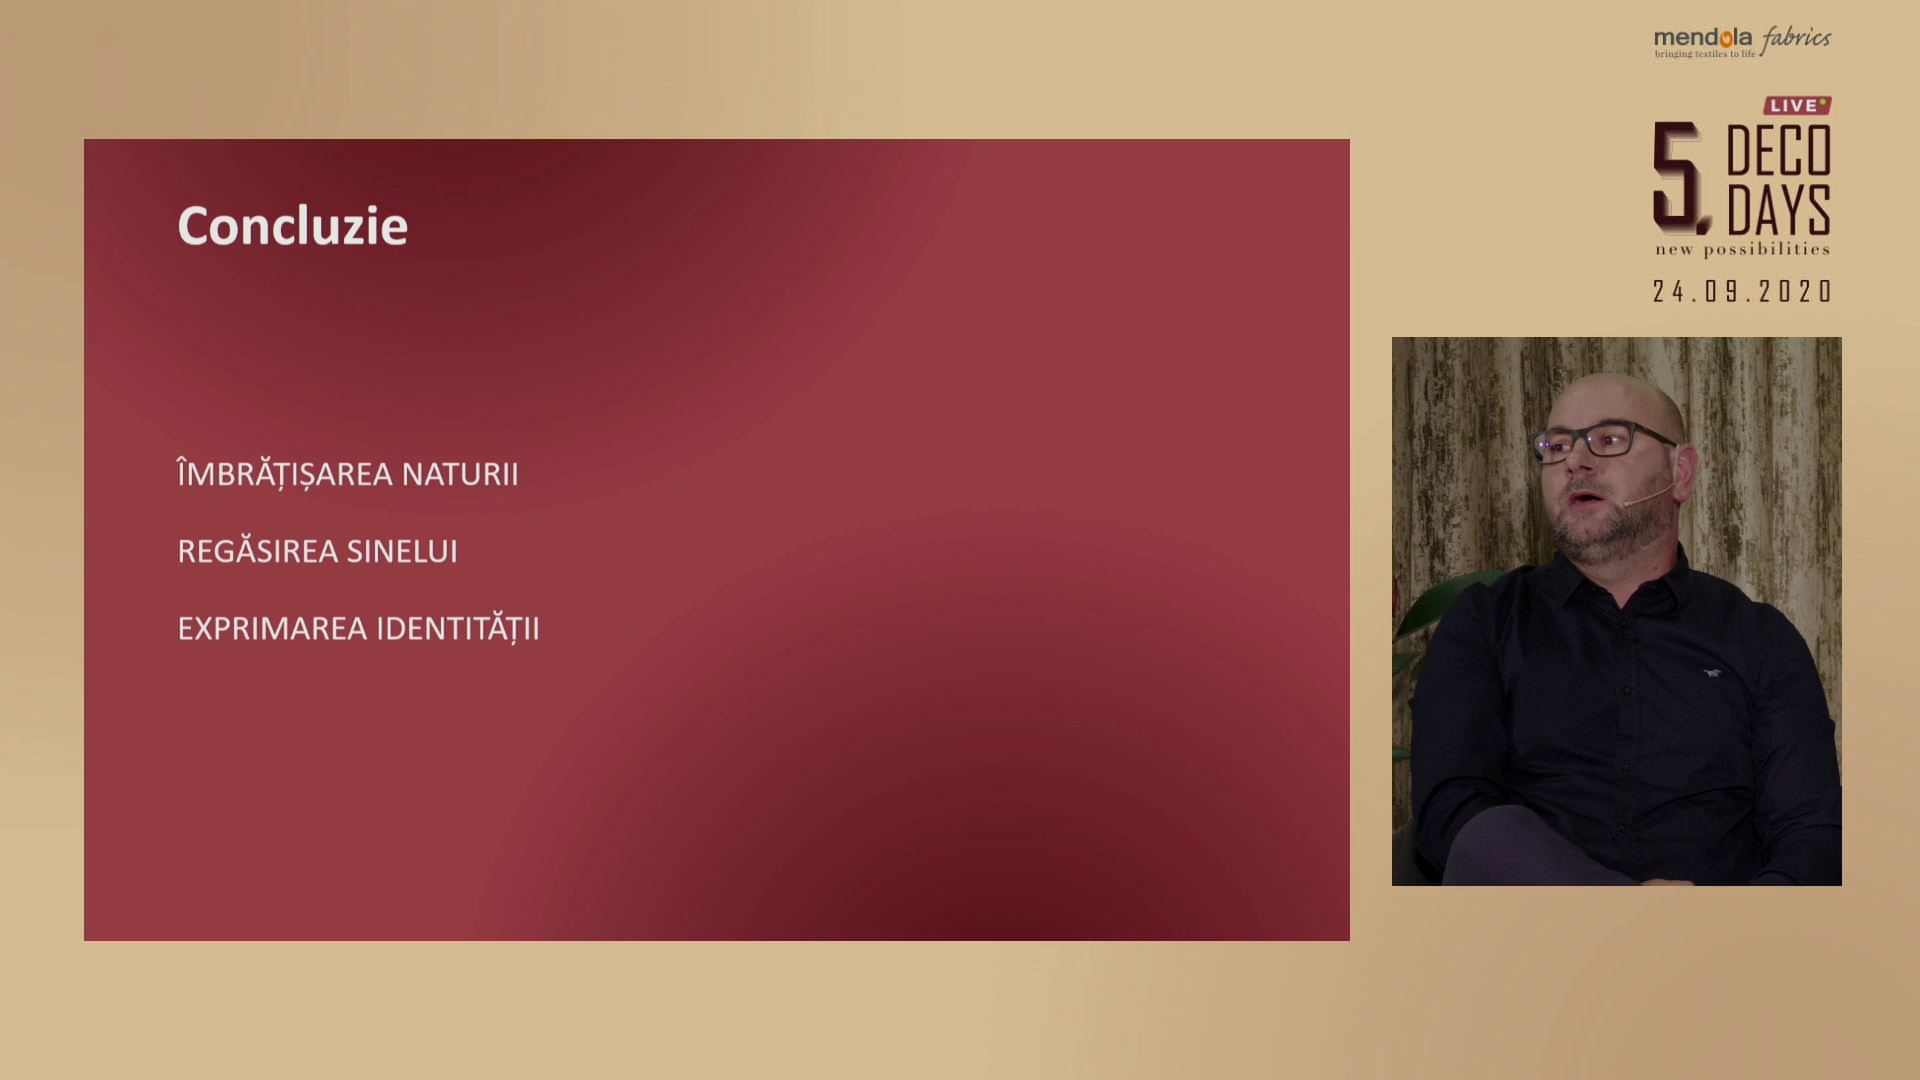 mendola fabrics
bringing textiles to life
LIVE
5. DECO DAYS
new possibilities
24.09.2020
Concluzie
ÎMBRĂȚIȘAREA NATURII
REGĂSIREA SINELUI
EXPRIMAREA IDENTITĂȚII